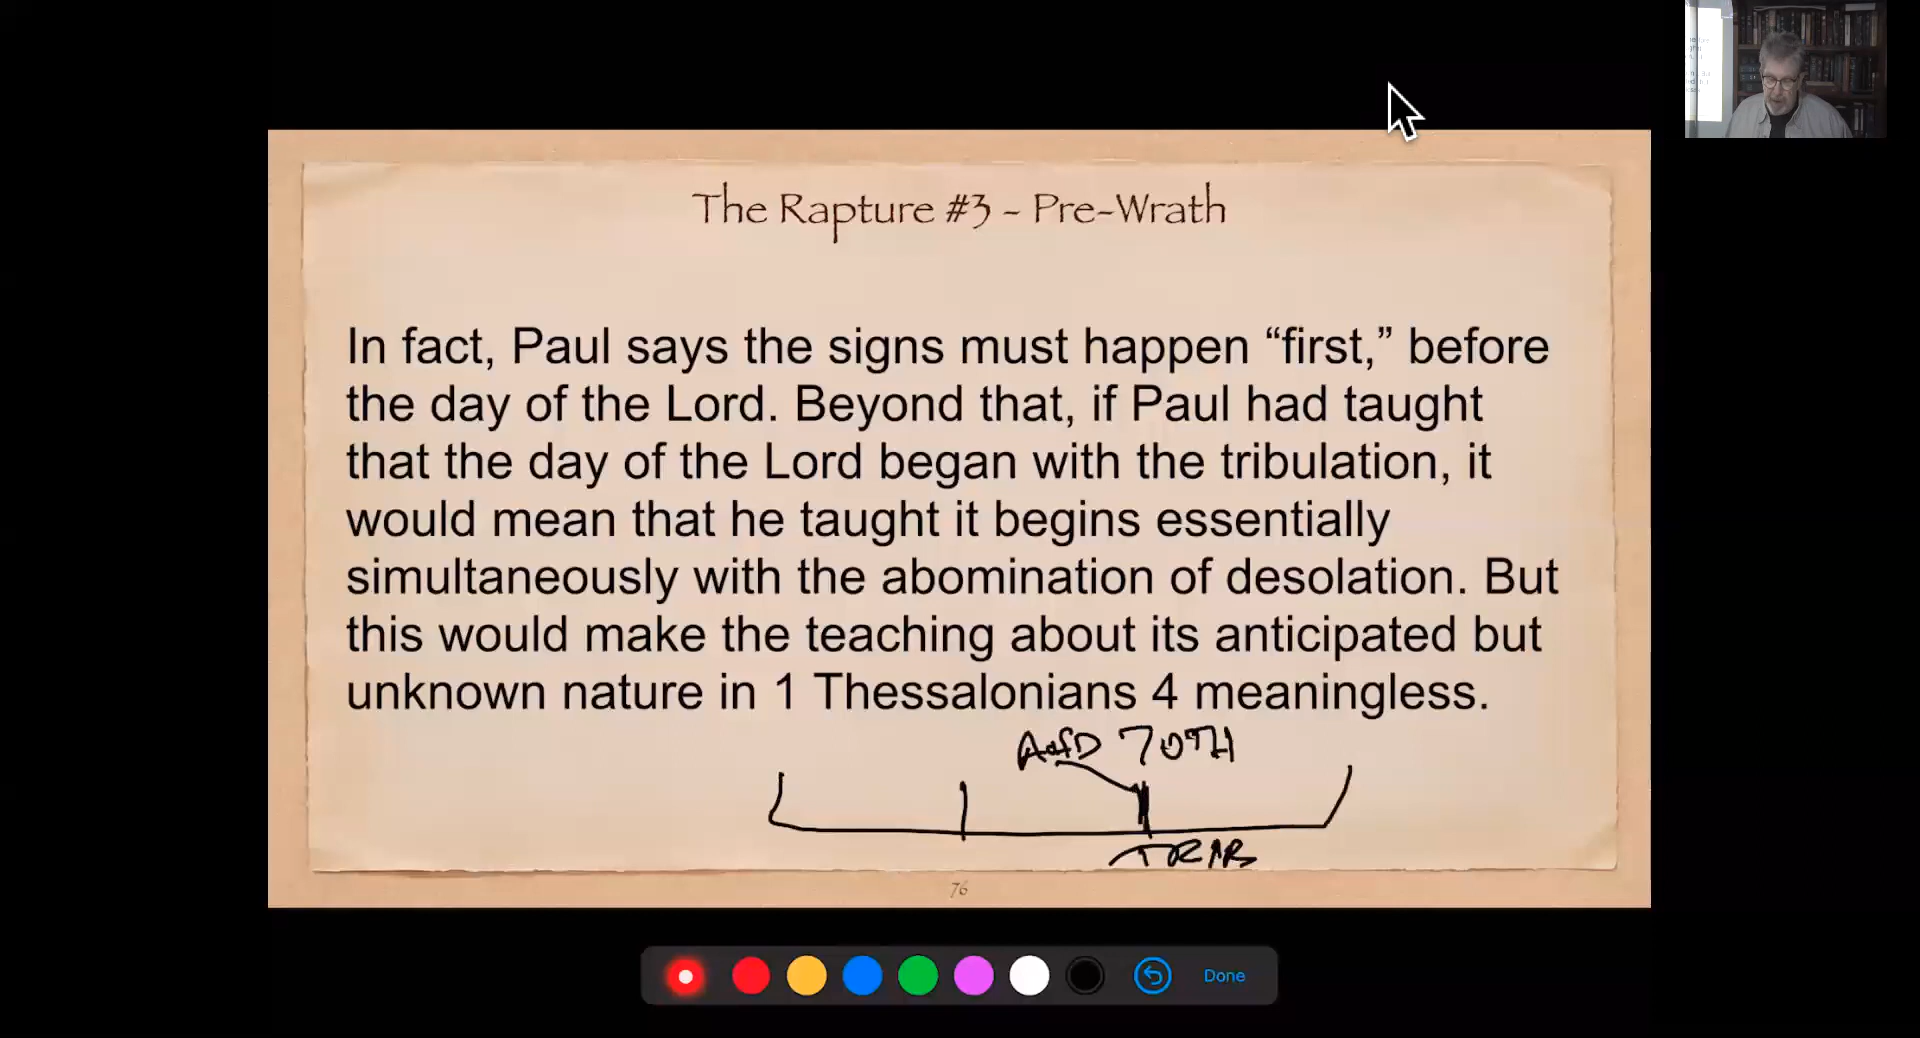 The Rapture #3 - Pre-Wrath
In fact, Paul says the signs must happen “first,” before
the day of the Lord. Beyond that, if Paul had taught
that the day of the Lord began with the tribulation, it
would mean that he taught it begins essentially
simultaneously with the abomination of desolation. But
this would make the teaching about its anticipated but
unknown nature in 1 Thessalonians 4 meaningless.
AofD 70TH
TRIB
76
Done